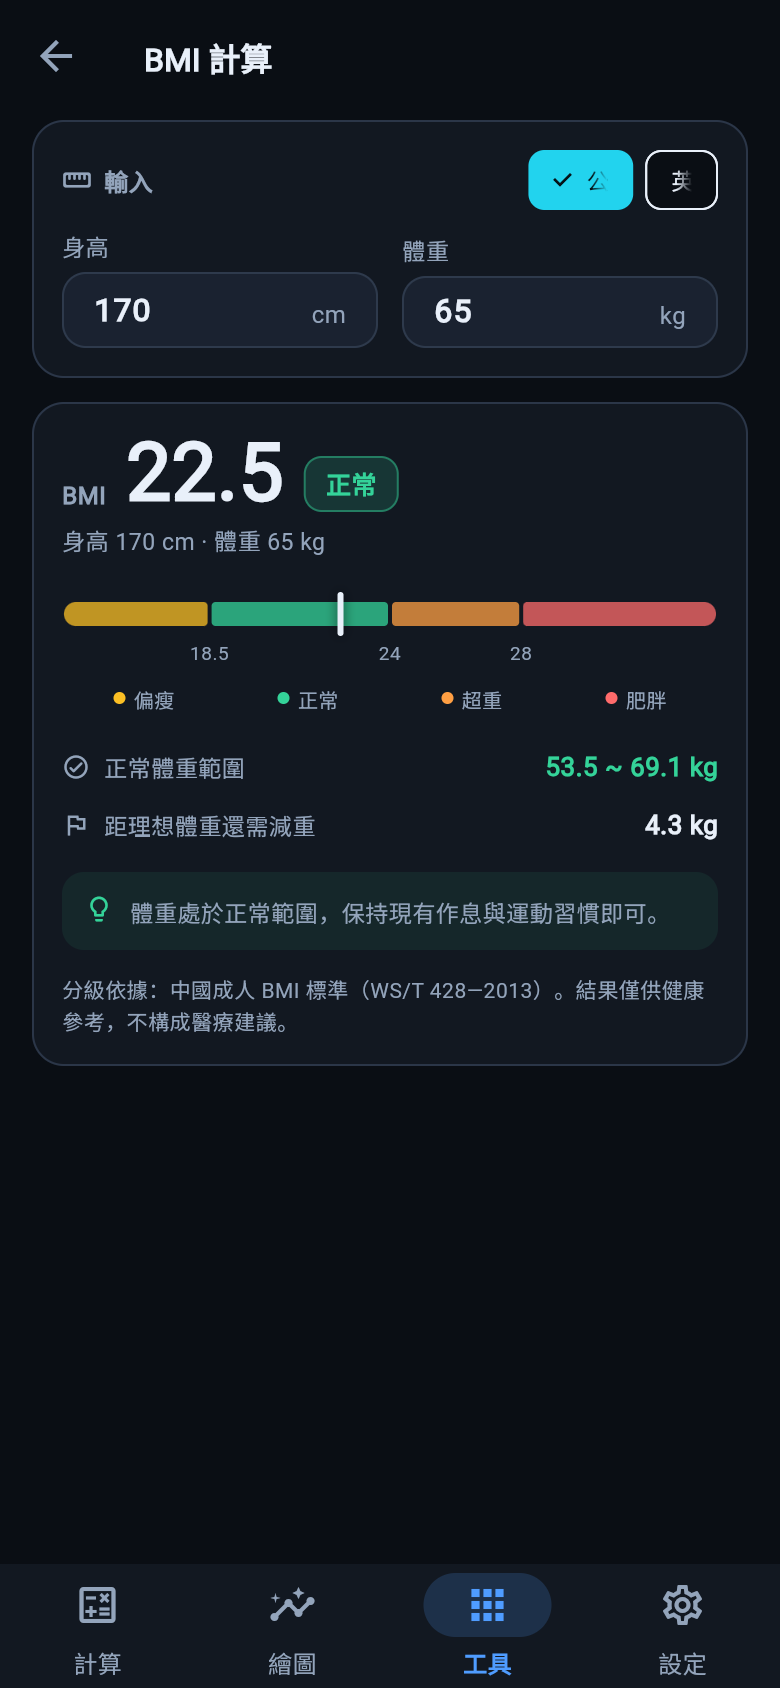 BMI 計算
輸入
公
英
身高
體重
170 cm
65 kg
BMI 22.5 正常
身高 170 cm · 體重 65 kg
18.5 24 28
偏瘦 正常 超重 肥胖
正常體重範圍 53.5 ~ 69.1 kg
距理想體重還需減重 4.3 kg
體重處於正常範圍，保持現有作息與運動習慣即可。
分級依據：中國成人 BMI 標準（WS/T 428—2013）。結果僅供健康
參考，不構成醫療建議。
計算 繪圖 工具 設定